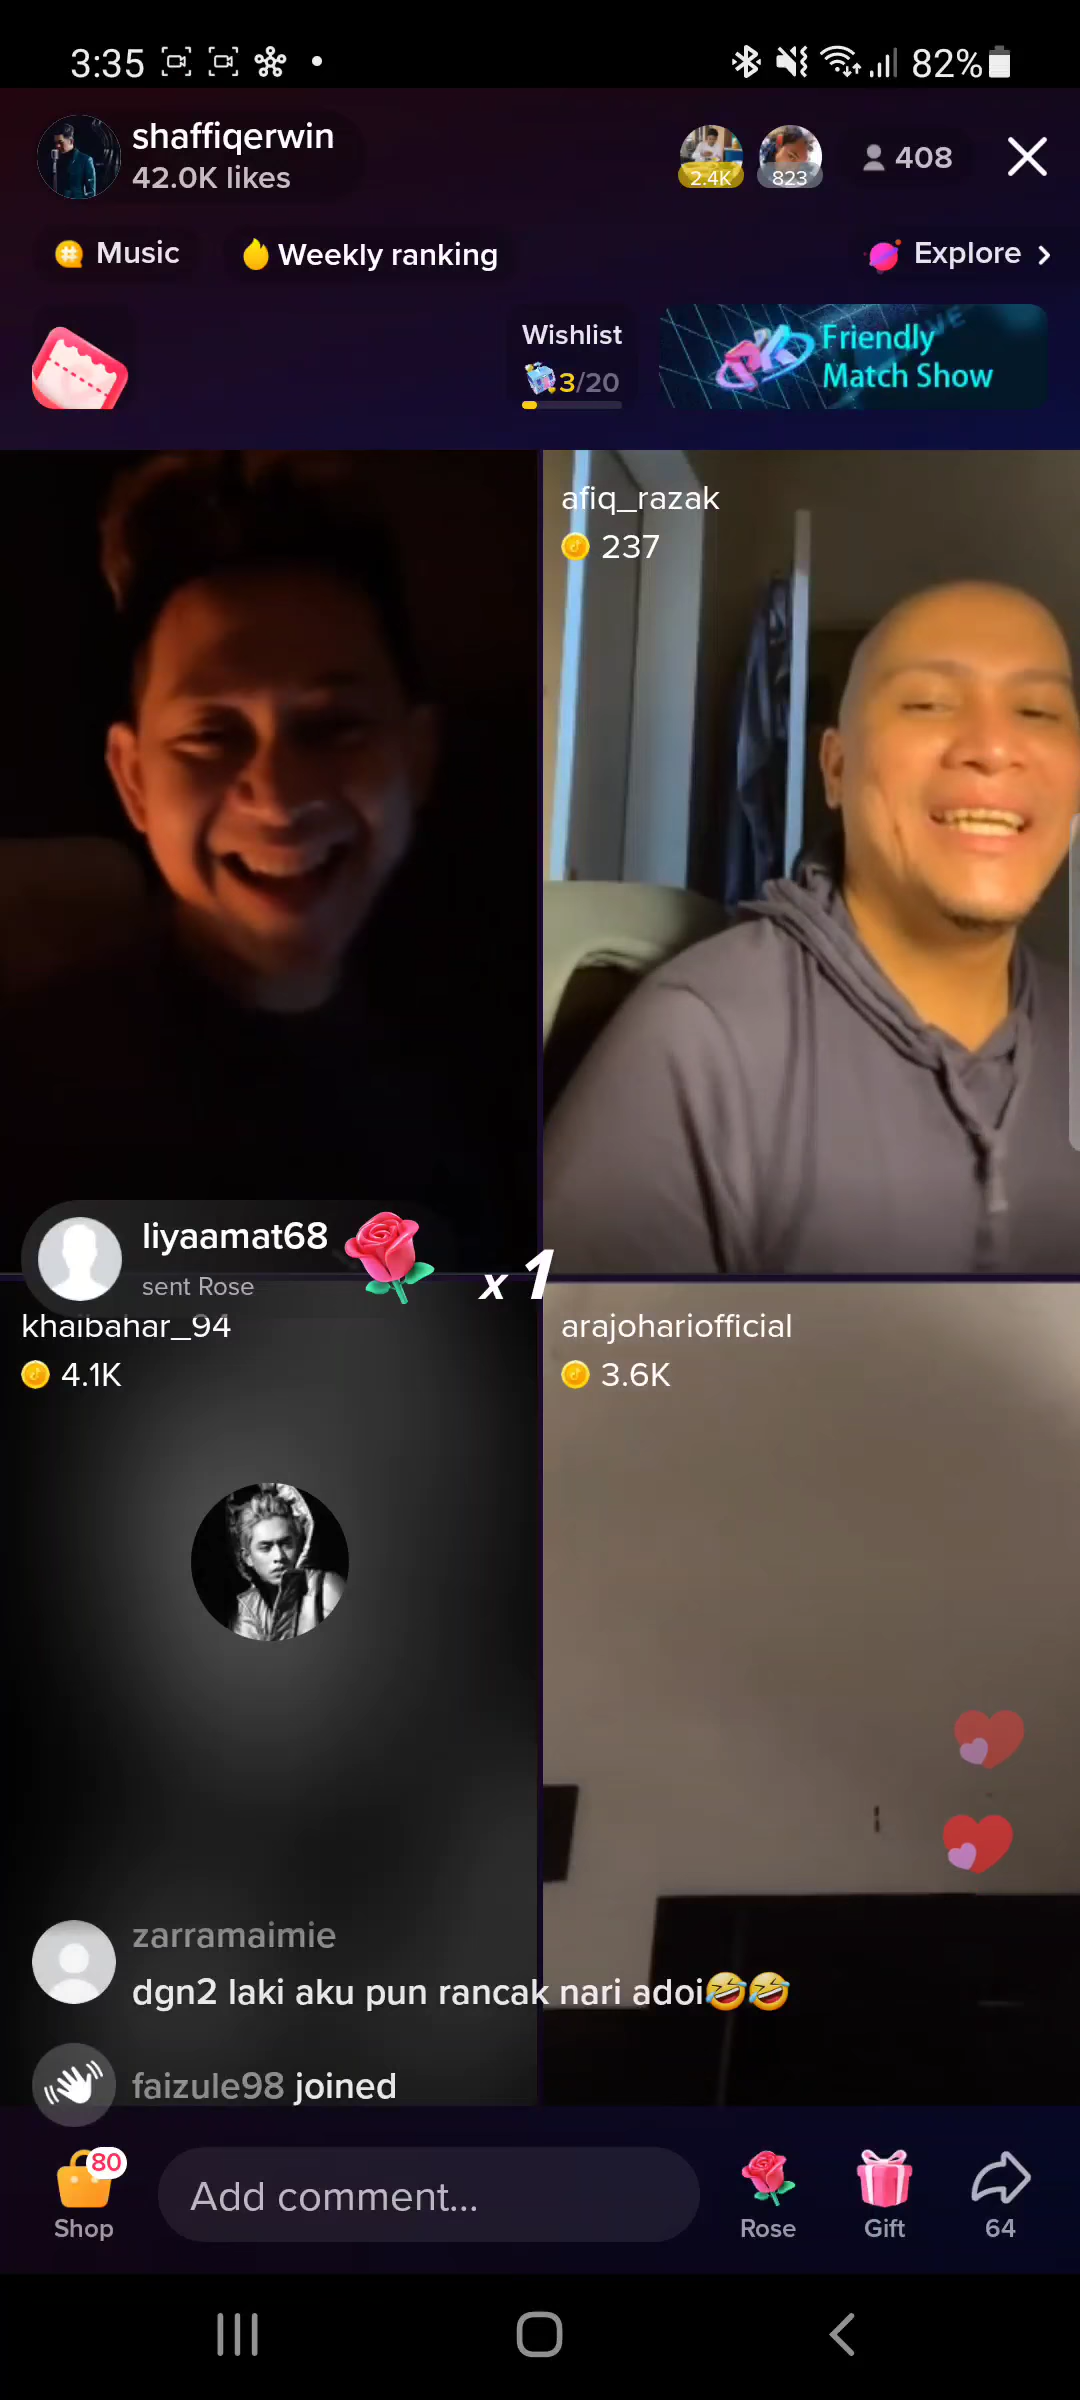 3:35
82%
shaffiqerwin
42.0K likes
2.4K
823
408
Music
Weekly ranking
Explore
Wishlist
3/20
Friendly
Match Show
afiq_razak
237
liyaamat68
sent Rose
x 1
khaibahar_94
4.1K
arajohariofficial
3.6K
zarramaimie
dgn2 laki aku pun rancak nari adoi🤣🤣
faizule98 joined
80
Shop
Add comment...
Rose
Gift
64